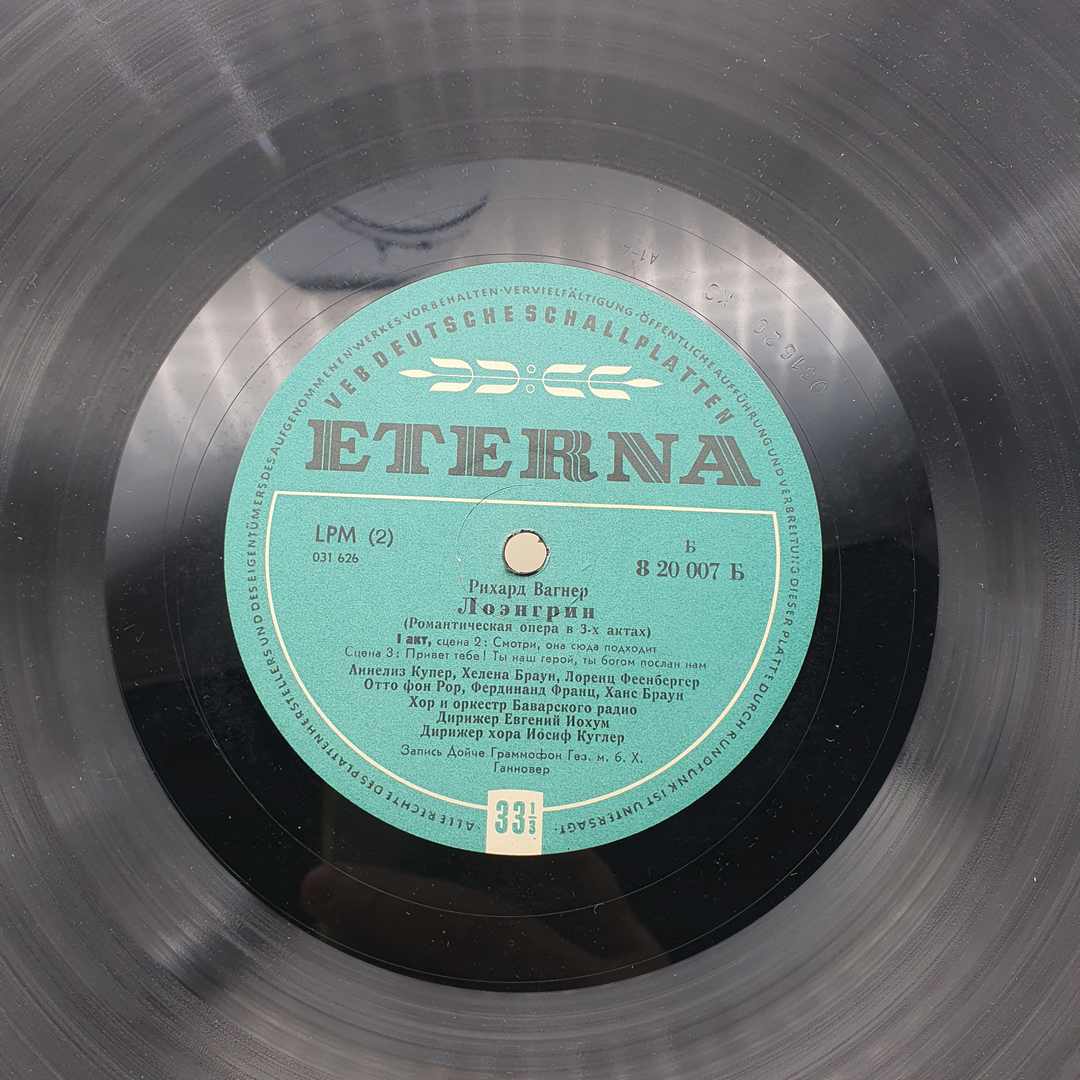 ALLE RECHTE DES PLATTENHERSTELLERS UND DES EIGENTÜMERS DES AUFGENOMMENEN WERKES VORBEHALTEN · VERVIELFÄLTIGUNG · ÖFFENTLICHE AUFFÜHRUNG UND VERBREITUNG DIESER PLATTE DURCH RUNDFUNK IST UNTERSAGT ·
VEB DEUTSCHE SCHALLPLATTEN
ETERNA
LPM (2)
031 626
Б
8 20 007 Б
Рихард Вагнер
Лоэнгрин
(Романтическая опера в 3-х актах)
I акт, сцена 2: Смотри, она сюда подходит
Сцена 3: Привет тебе! Ты наш герой, ты богом послан нам
Аннелиз Купер, Хелена Браун, Лоренц Феенбергер
Отто фон Рор, Фердинанд Франц, Ханс Браун
Хор и оркестр Баварского радио
Дирижер Евгений Иохум
Дирижер хора Иосиф Куглер
Запись Дойче Граммофон Гез. м. б. Х.
Ганновер
33 1/3